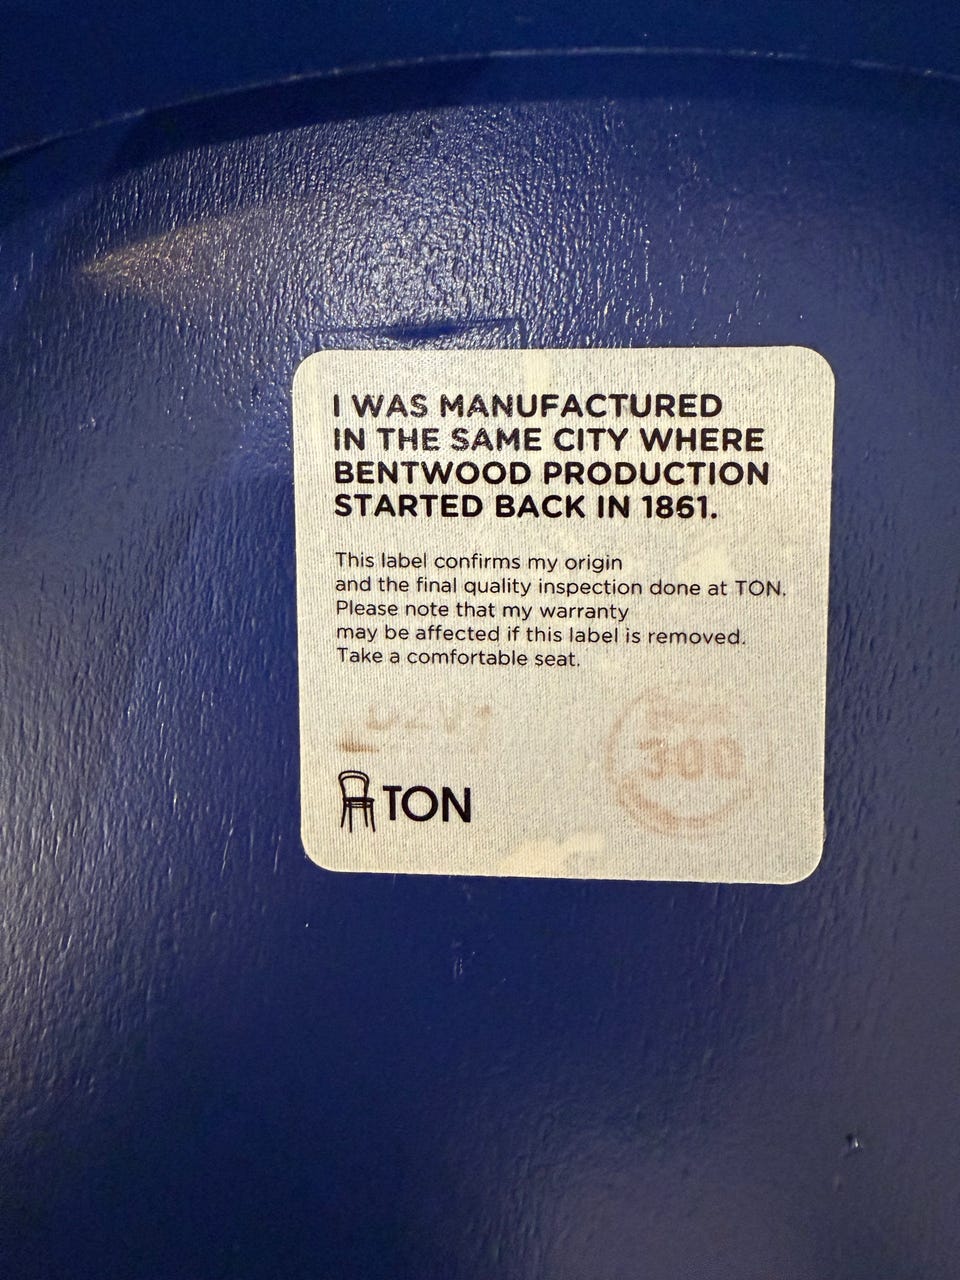 I WAS MANUFACTURED
IN THE SAME CITY WHERE
BENTWOOD PRODUCTION
STARTED BACK IN 1861.
This label confirms my origin
and the final quality inspection done at TON.
Please note that my warranty
may be affected if this label is removed.
Take a comfortable seat.
300
TON